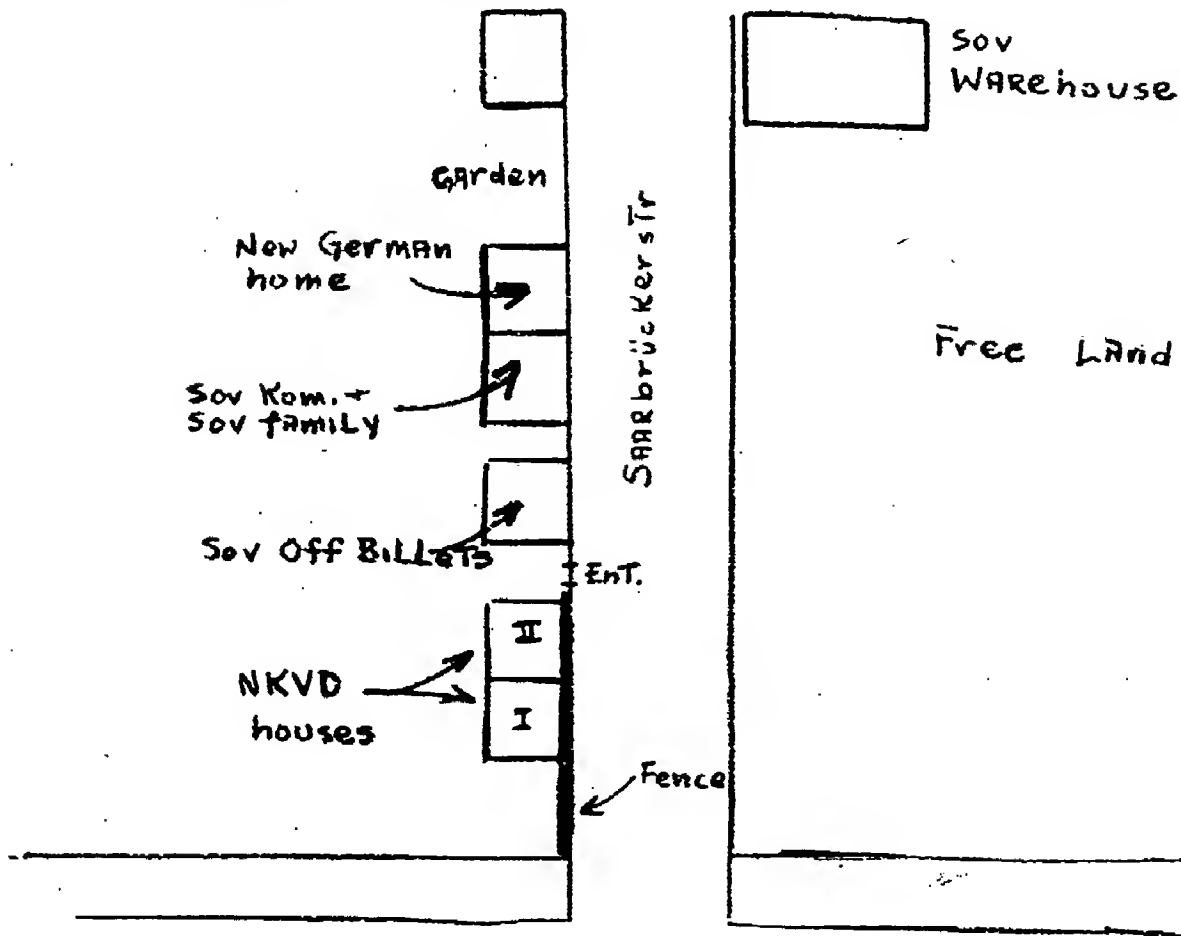 Sov
WAREhouse
GARden
New GERMAN
home
SAARbrückersTr
Free LAnd
Sov Kom. +
Sov fAMILY
Sov Off BILLETs
EnT.
II
NKVD
houses
I
Fence